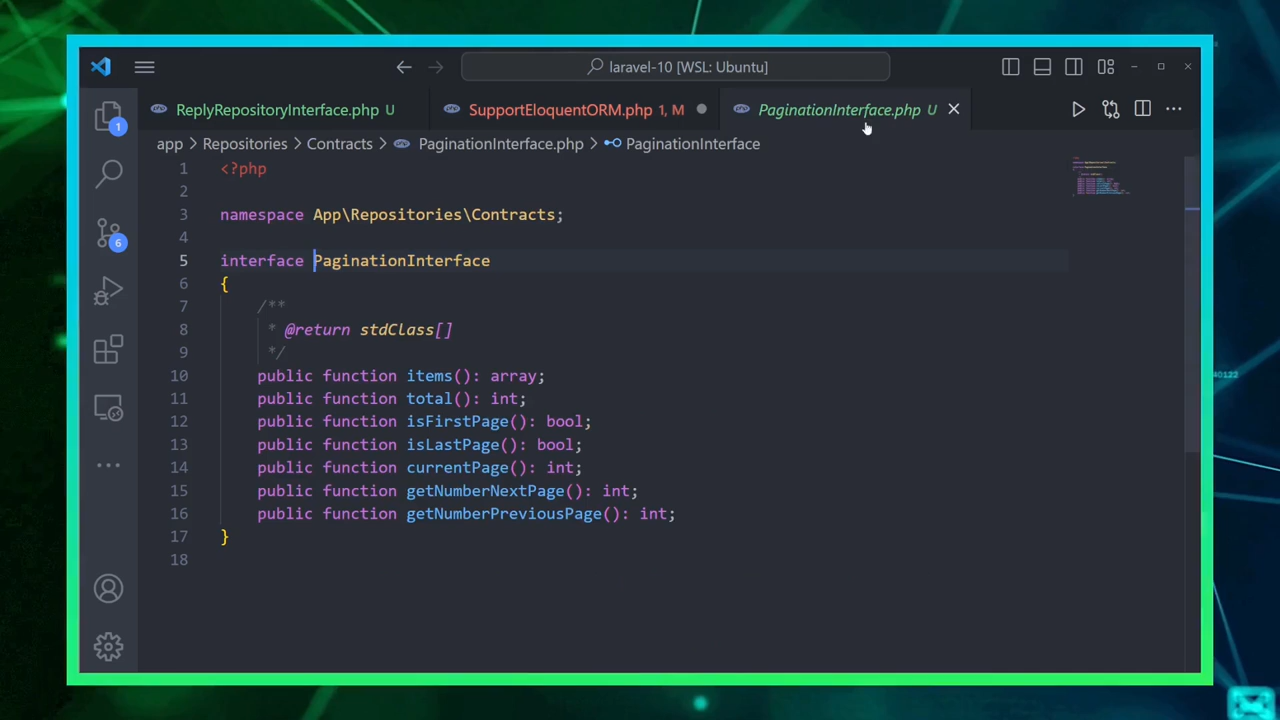 laravel-10 [WSL: Ubuntu]
ReplyRepositoryInterface.php U
SupportEloquentORM.php 1, M
PaginationInterface.php U
app > Repositories > Contracts > PaginationInterface.php > PaginationInterface
1
6
1 <?php
2
3 namespace App\Repositories\Contracts;
4
5 interface PaginationInterface
6 {
7 /**
8 * @return stdClass[]
9 */
10 public function items(): array;
11 public function total(): int;
12 public function isFirstPage(): bool;
13 public function isLastPage(): bool;
14 public function currentPage(): int;
15 public function getNumberNextPage(): int;
16 public function getNumberPreviousPage(): int;
17 }
18
40122